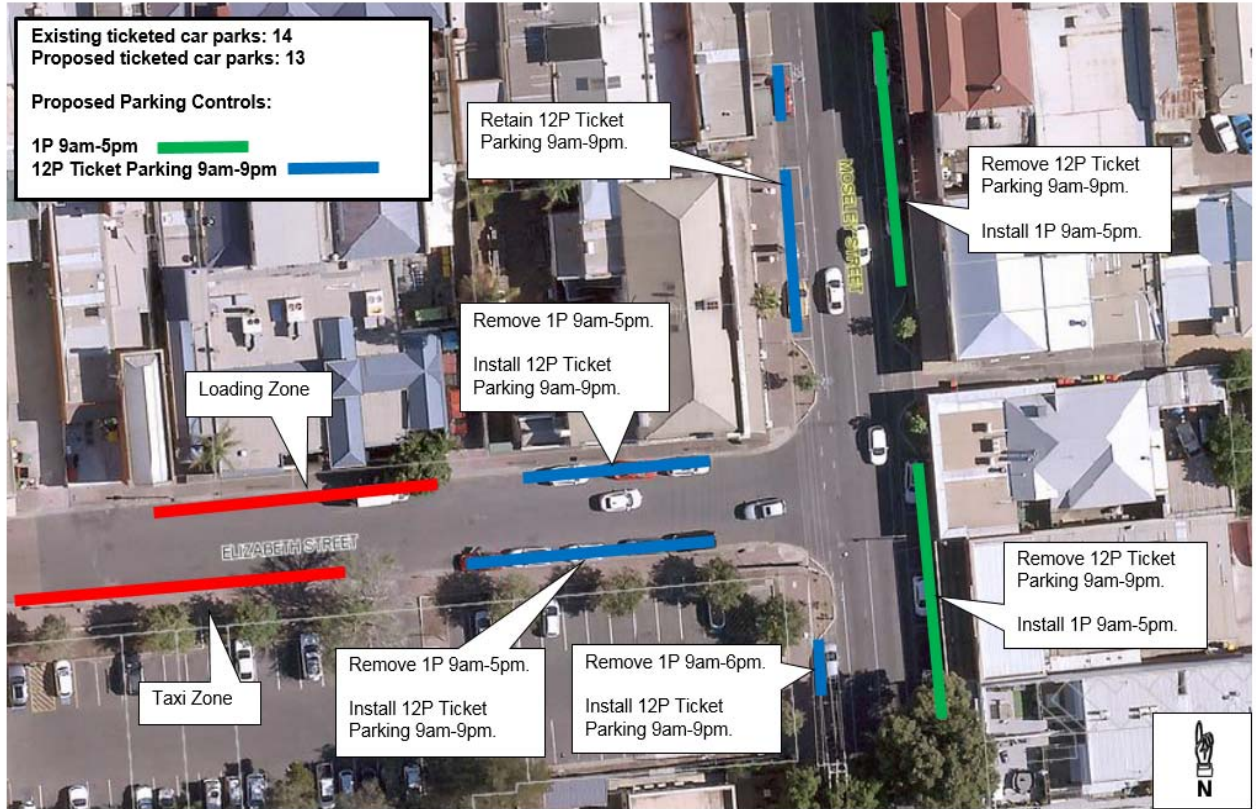 Existing ticketed car parks: 14
Proposed ticketed car parks: 13
Proposed Parking Controls:
1P 9am-5pm
12P Ticket Parking 9am-9pm
Retain 12P Ticket
Parking 9am-9pm.
MOSELEY STREET
Remove 12P Ticket
Parking 9am-9pm.
Install 1P 9am-5pm.
Remove 1P 9am-5pm.
Install 12P Ticket
Parking 9am-9pm.
Loading Zone
ELIZABETH STREET
Taxi Zone
Remove 1P 9am-5pm.
Install 12P Ticket
Parking 9am-9pm.
Remove 1P 9am-6pm.
Install 12P Ticket
Parking 9am-9pm.
Remove 12P Ticket
Parking 9am-9pm.
Install 1P 9am-5pm.
N